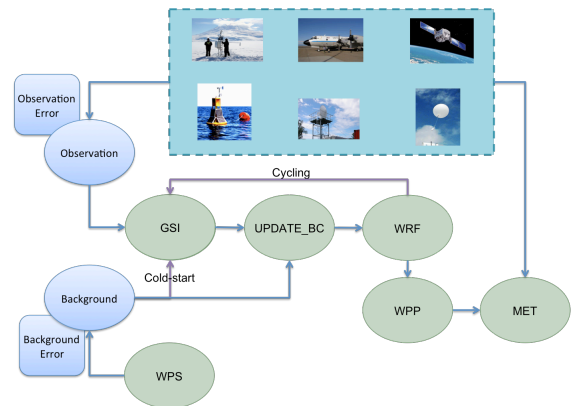 Observation
Error
Observation
Cycling
GSI
UPDATE_BC
WRF
Cold-start
Background
WPP
MET
Background
Error
WPS